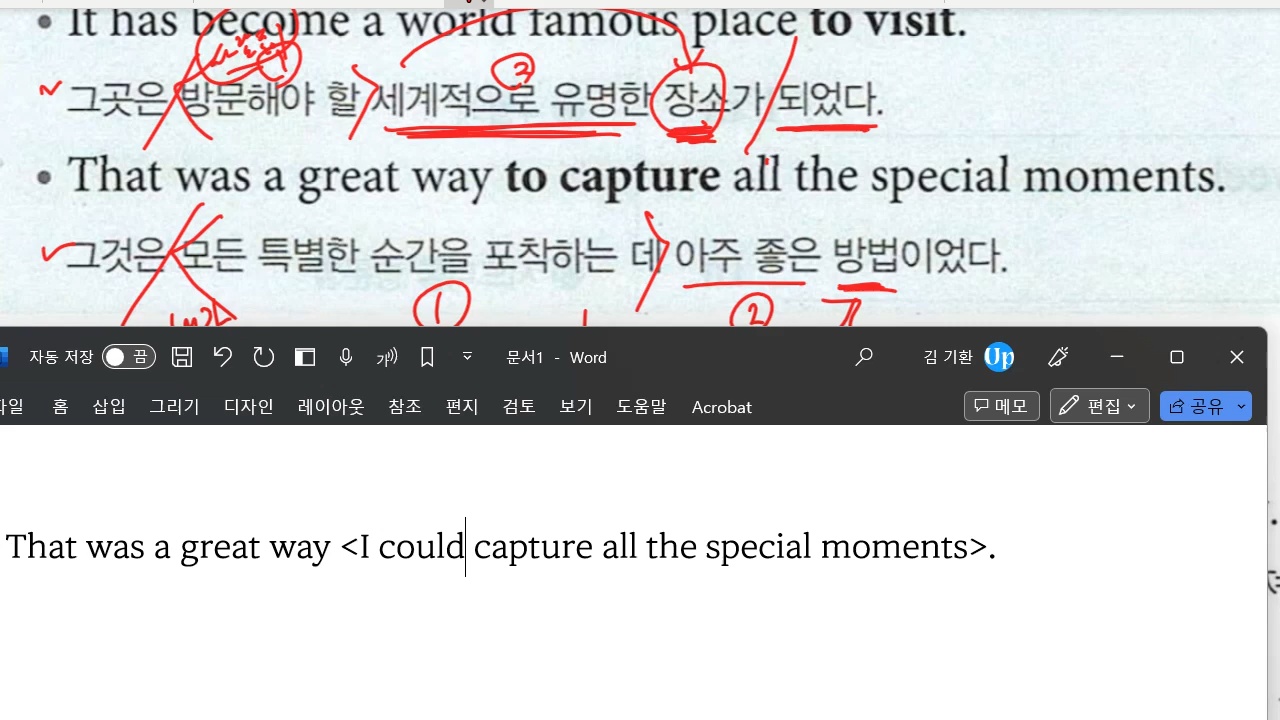 • It has become a world famous place to visit.
그곳은 방문해야 할 세계적으로 유명한 장소가 되었다.
• That was a great way to capture all the special moments.
그것은 모든 특별한 순간을 포착하는 데 아주 좋은 방법이었다.
① ②
자동 저장 끔 문서1 - Word 김 기환 Up
파일 홈 삽입 그리기 디자인 레이아웃 참조 편지 검토 보기 도움말 Acrobat 메모 편집 공유
That was a great way <I could capture all the special moments>.